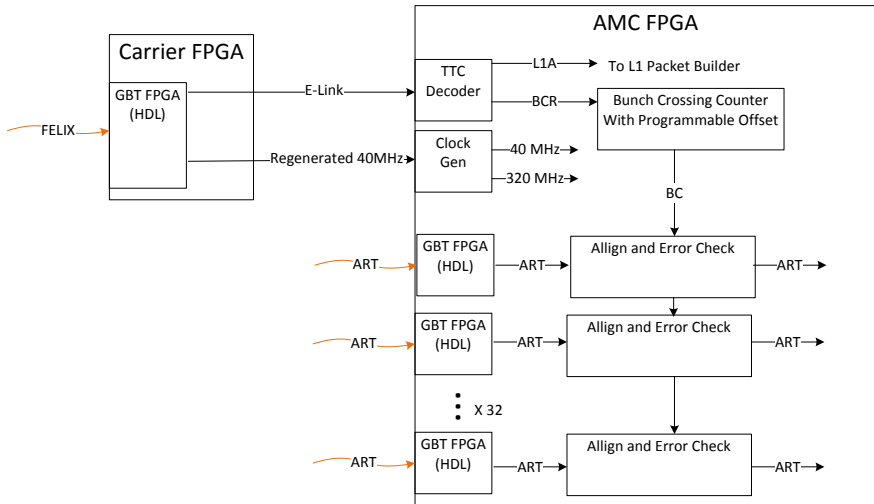 AMC FPGA
Carrier FPGA
GBT FPGA
(HDL)
FELIX
E-Link
Regenerated 40MHz
TTC
Decoder
L1A
To L1 Packet Builder
BCR
Bunch Crossing Counter
With Programmable Offset
Clock
Gen
40 MHz
320 MHz
BC
ART
GBT FPGA
(HDL)
ART
Allign and Error Check
ART
ART
GBT FPGA
(HDL)
ART
Allign and Error Check
ART
X 32
ART
GBT FPGA
(HDL)
ART
Allign and Error Check
ART